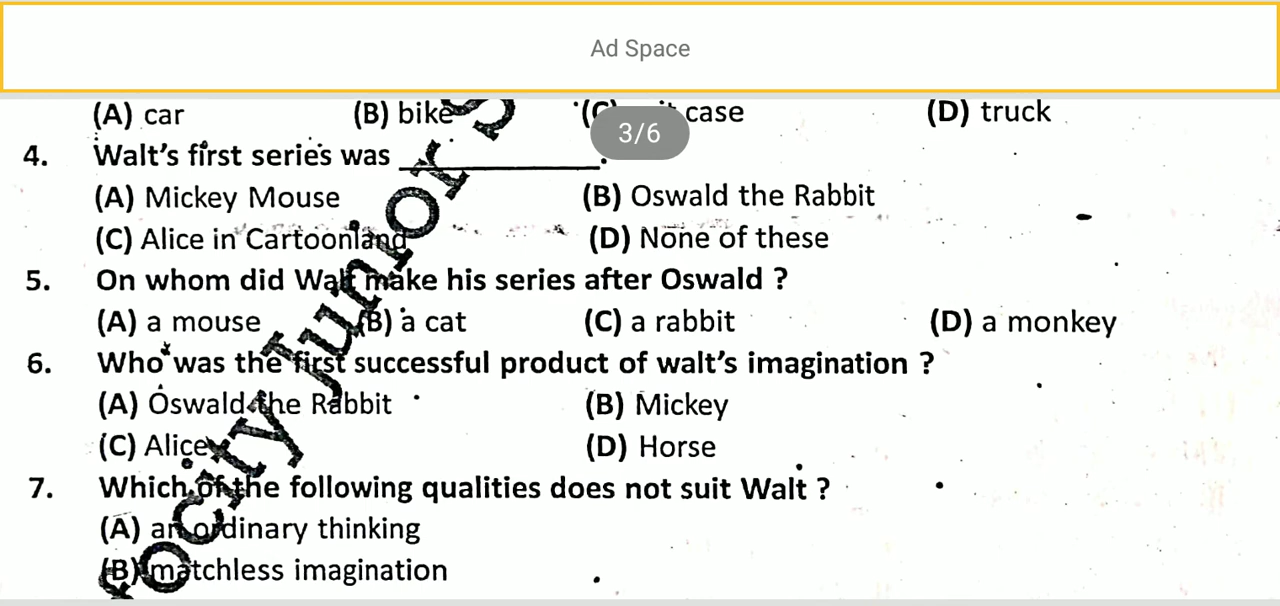 Ad Space
(A) car (B) bike (C) case (D) truck
3/6
4. Walt's first series was ____________.
(A) Mickey Mouse (B) Oswald the Rabbit
(C) Alice in Cartoonland (D) None of these
5. On whom did Walt make his series after Oswald ?
(A) a mouse (B) a cat (C) a rabbit (D) a monkey
6. Who was the first successful product of walt's imagination ?
(A) Oswald the Rabbit (B) Mickey
(C) Alice (D) Horse
7. Which of the following qualities does not suit Walt ?
(A) an ordinary thinking
(B) matchless imagination
ociety Junior